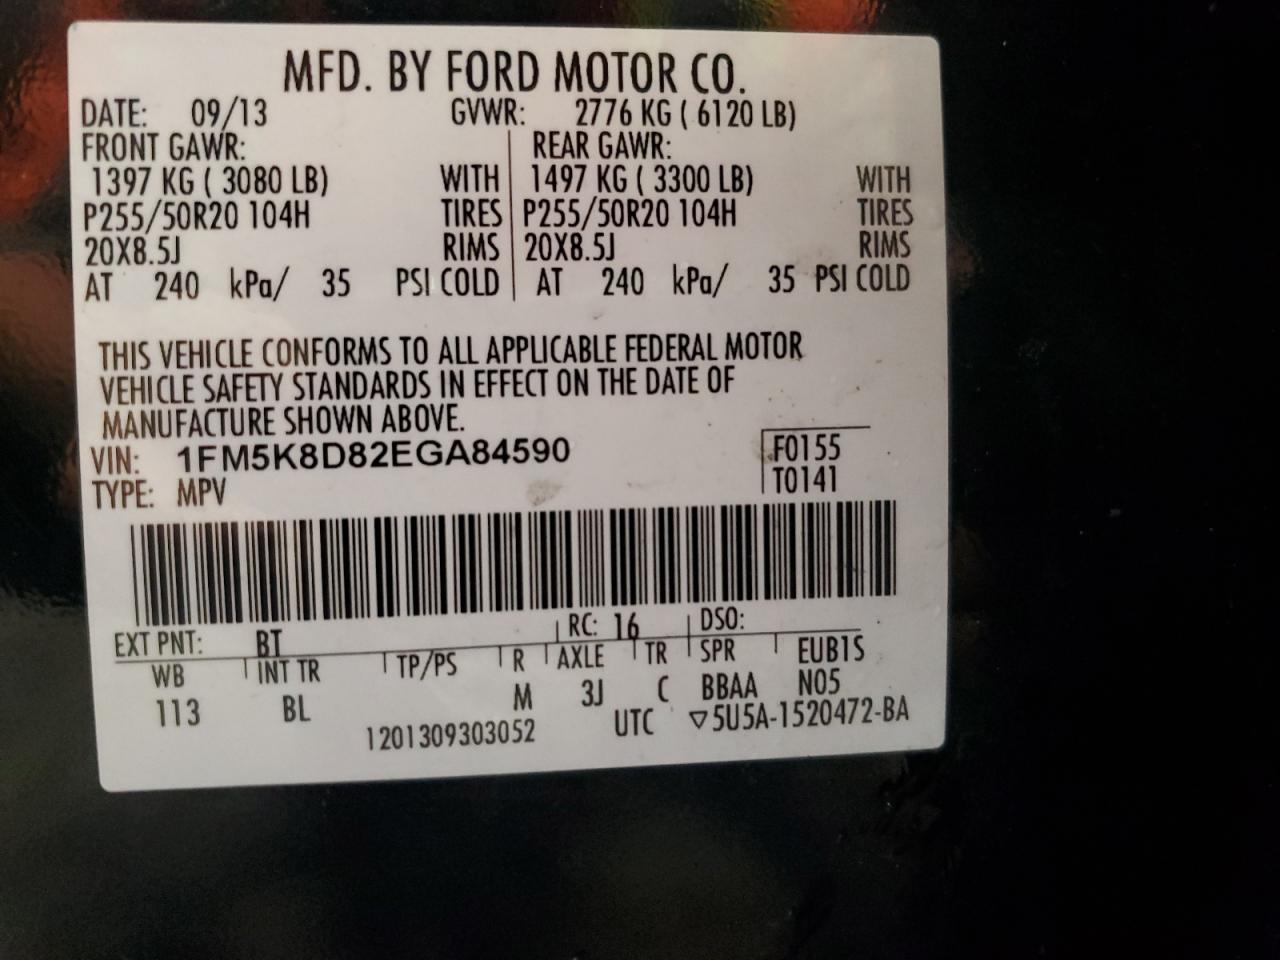 MFD. BY FORD MOTOR CO.
DATE: 09/13 GVWR: 2776 KG ( 6120 LB)
FRONT GAWR: REAR GAWR:
1397 KG ( 3080 LB) WITH 1497 KG ( 3300 LB) WITH
P255/50R20 104H TIRES P255/50R20 104H TIRES
20X8.5J RIMS 20X8.5J RIMS
AT 240 kPa/ 35 PSI COLD AT 240 kPa/ 35 PSI COLD
THIS VEHICLE CONFORMS TO ALL APPLICABLE FEDERAL MOTOR
VEHICLE SAFETY STANDARDS IN EFFECT ON THE DATE OF
MANUFACTURE SHOWN ABOVE.
VIN: 1FM5K8D82EGA84590 F0155
TYPE: MPV T0141
EXT PNT: BT RC: 16 DSO:
WB INT TR TP/PS R AXLE TR SPR EUB1S
113 BL M 3J C BBAA N05
1201309303052 UTC ▽5U5A-1520472-BA